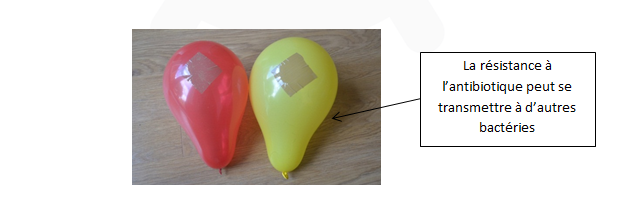 La résistance à
l'antibiotique peut se
transmettre à d'autres
bactéries